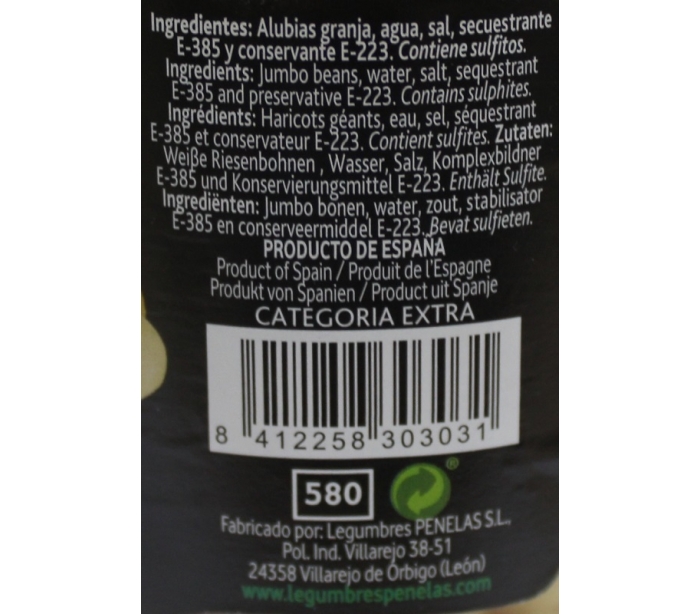 Ingredientes: Alubias granja, agua, sal, secuestrante
E-385 y conservante E-223. Contiene sulfitos.
Ingredients: Jumbo beans, water, salt, sequestrant
E-385 and preservative E-223. Contains sulphites.
Ingrédients: Haricots géants, eau, sel, séquestrant
E-385 et conservateur E-223. Contient sulfites. Zutaten:
Weiße Riesenbohnen , Wasser, Salz, Komplexbildner
E-385 und Konservierungsmittel E-223. Enthält Sulfite.
Ingrediënten: Jumbo bonen, water, zout, stabilisator
E-385 en conserveermiddel E-223. Bevat sulfieten.
PRODUCTO DE ESPAÑA
Product of Spain / Produit de l'Espagne
Produkt von Spanien / Product uit Spanje
CATEGORIA EXTRA
8 412258 303031
580 ®
Fabricado por: Legumbres PENELAS S.L.,
Pol. Ind. Villarejo 38-51
24358 Villarejo de Orbigo (León)
www.legumbrespenelas.com